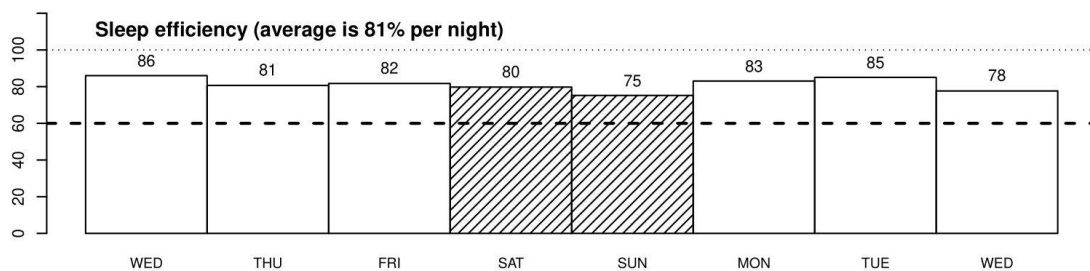 Sleep efficiency (average is 81% per night)
100
80
60
40
20
0
86 81 82 80 75 83 85 78
WED THU FRI SAT SUN MON TUE WED